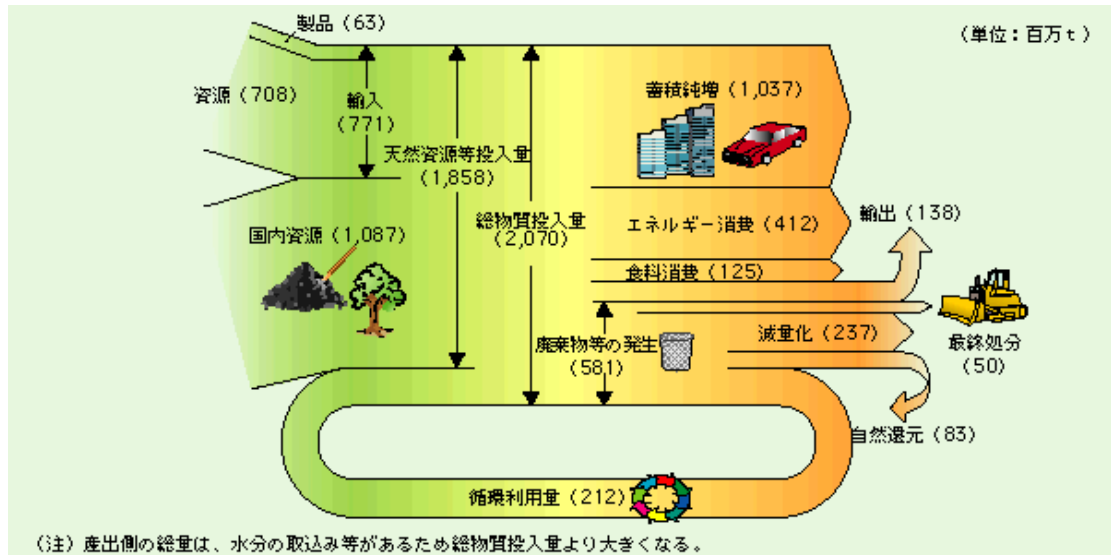 製品(63)
(単位:百万t)
資源(708)
輸入
(771)
蓄積純増(1,037)
天然資源等投入量
(1,858)
国内資源(1,087)
総物質投入量
(2,070)
エネルギー消費(412)
輸出(138)
食料消費(125)
廃棄物等の発生
(581)
減量化(237)
最終処分
(50)
自然還元(83)
循環利用量(212)
(注)産出側の総量は、水分の取込み等があるため総物質投入量より大きくなる。